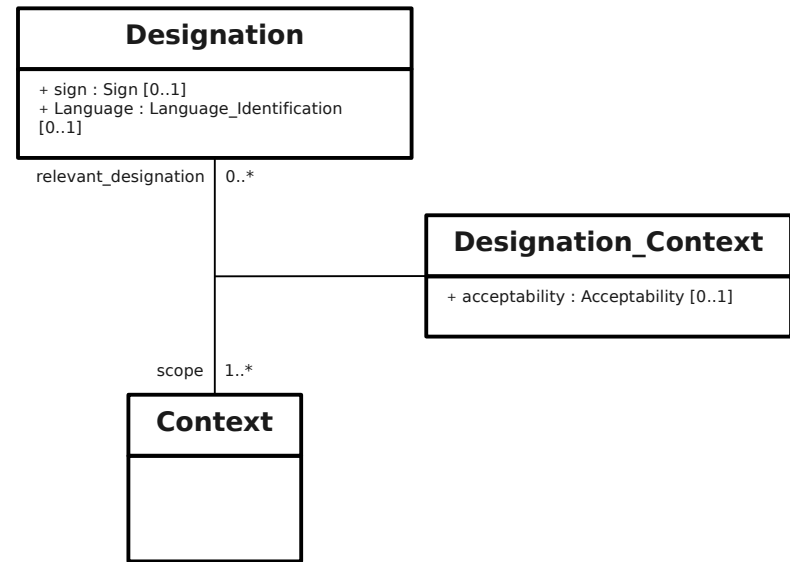 Designation
+ sign : Sign [0..1]
+ Language : Language_Identification
[0..1]
relevant_designation 0..*
Designation_Context
+ acceptability : Acceptability [0..1]
scope 1..*
Context